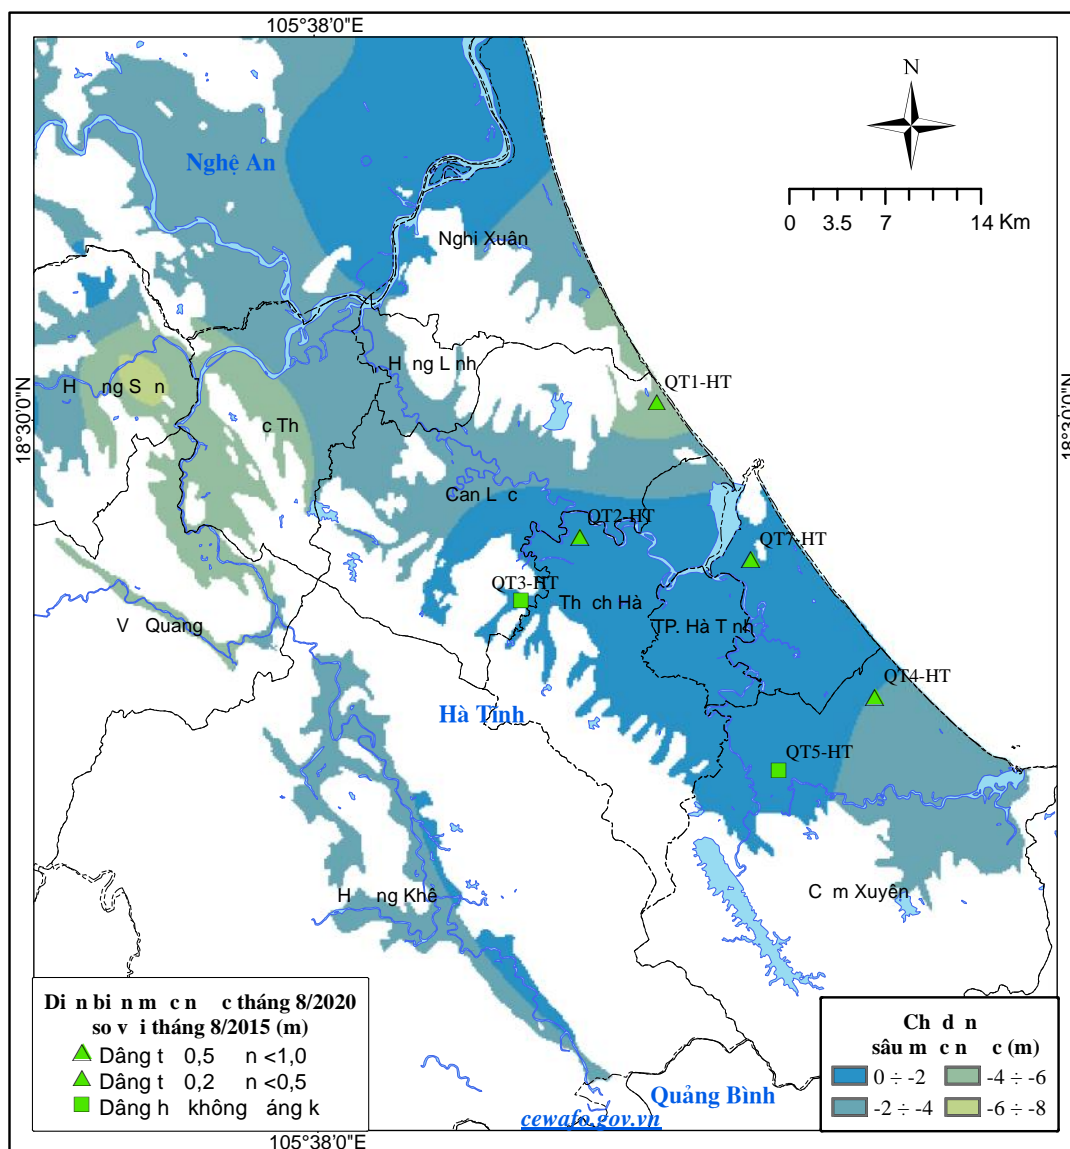 105°38'0"E
N
0 3.5 7 14 Km
Nghệ An
Nghi Xuân
H ng L nh
H ng S n
c Th
QT1-HT
18°30'0"N
18°30'0"N
Can L c
QT2-HT
QT7-HT
QT3-HT
Th ch Hà
V Quang
TP. Hà T nh
QT4-HT
Hà Tĩnh
QT5-HT
H ng Khê
C m Xuyên
Di n bi n m c n c tháng 8/2020
so v i tháng 8/2015 (m)
Dâng t 0,5 n <1,0
Dâng t 0,2 n <0,5
Dâng h không áng k
Ch d n
sâu m c n c (m)
0 ÷ -2 -4 ÷ -6
-2 ÷ -4 -6 ÷ -8
Quảng Bình
cewafo.gov.vn
105°38'0"E